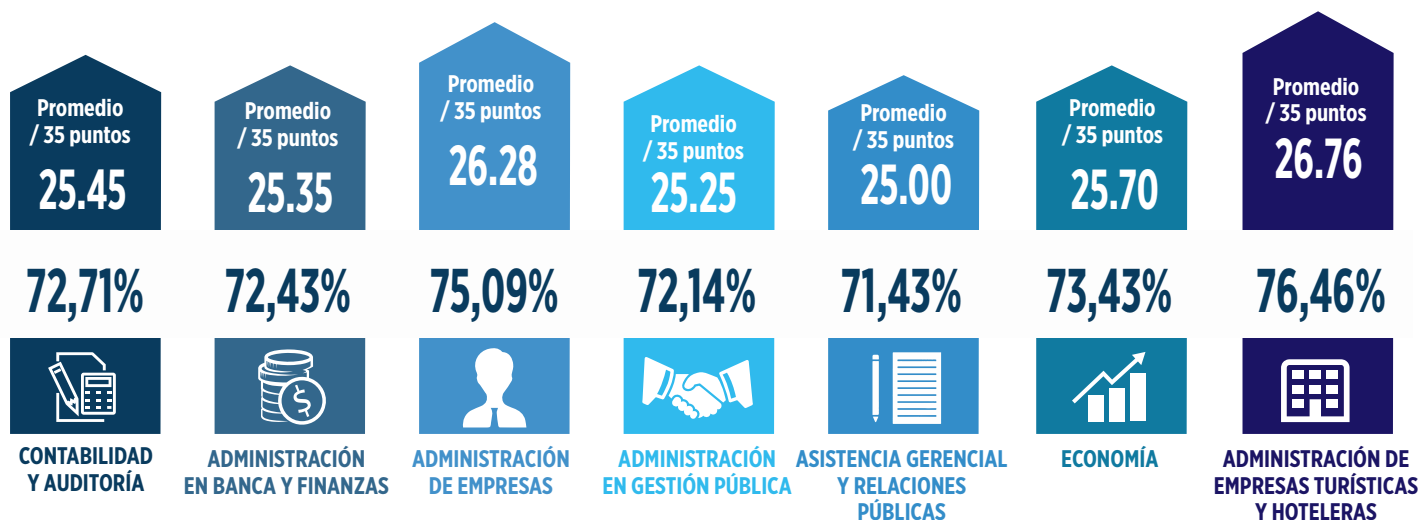 Promedio
/ 35 puntos
25.45
72,71%
CONTABILIDAD
Y AUDITORÍA
Promedio
/ 35 puntos
25.35
72,43%
$
ADMINISTRACIÓN
EN BANCA Y FINANZAS
Promedio
/ 35 puntos
26.28
75,09%
ADMINISTRACIÓN
DE EMPRESAS
Promedio
/ 35 puntos
25.25
72,14%
ADMINISTRACIÓN
EN GESTIÓN PÚBLICA
Promedio
/ 35 puntos
25.00
71,43%
ASISTENCIA GERENCIAL
Y RELACIONES
PÚBLICAS
Promedio
/ 35 puntos
25.70
73,43%
ECONOMÍA
Promedio
/ 35 puntos
26.76
76,46%
ADMINISTRACIÓN DE
EMPRESAS TURÍSTICAS
Y HOTELERAS